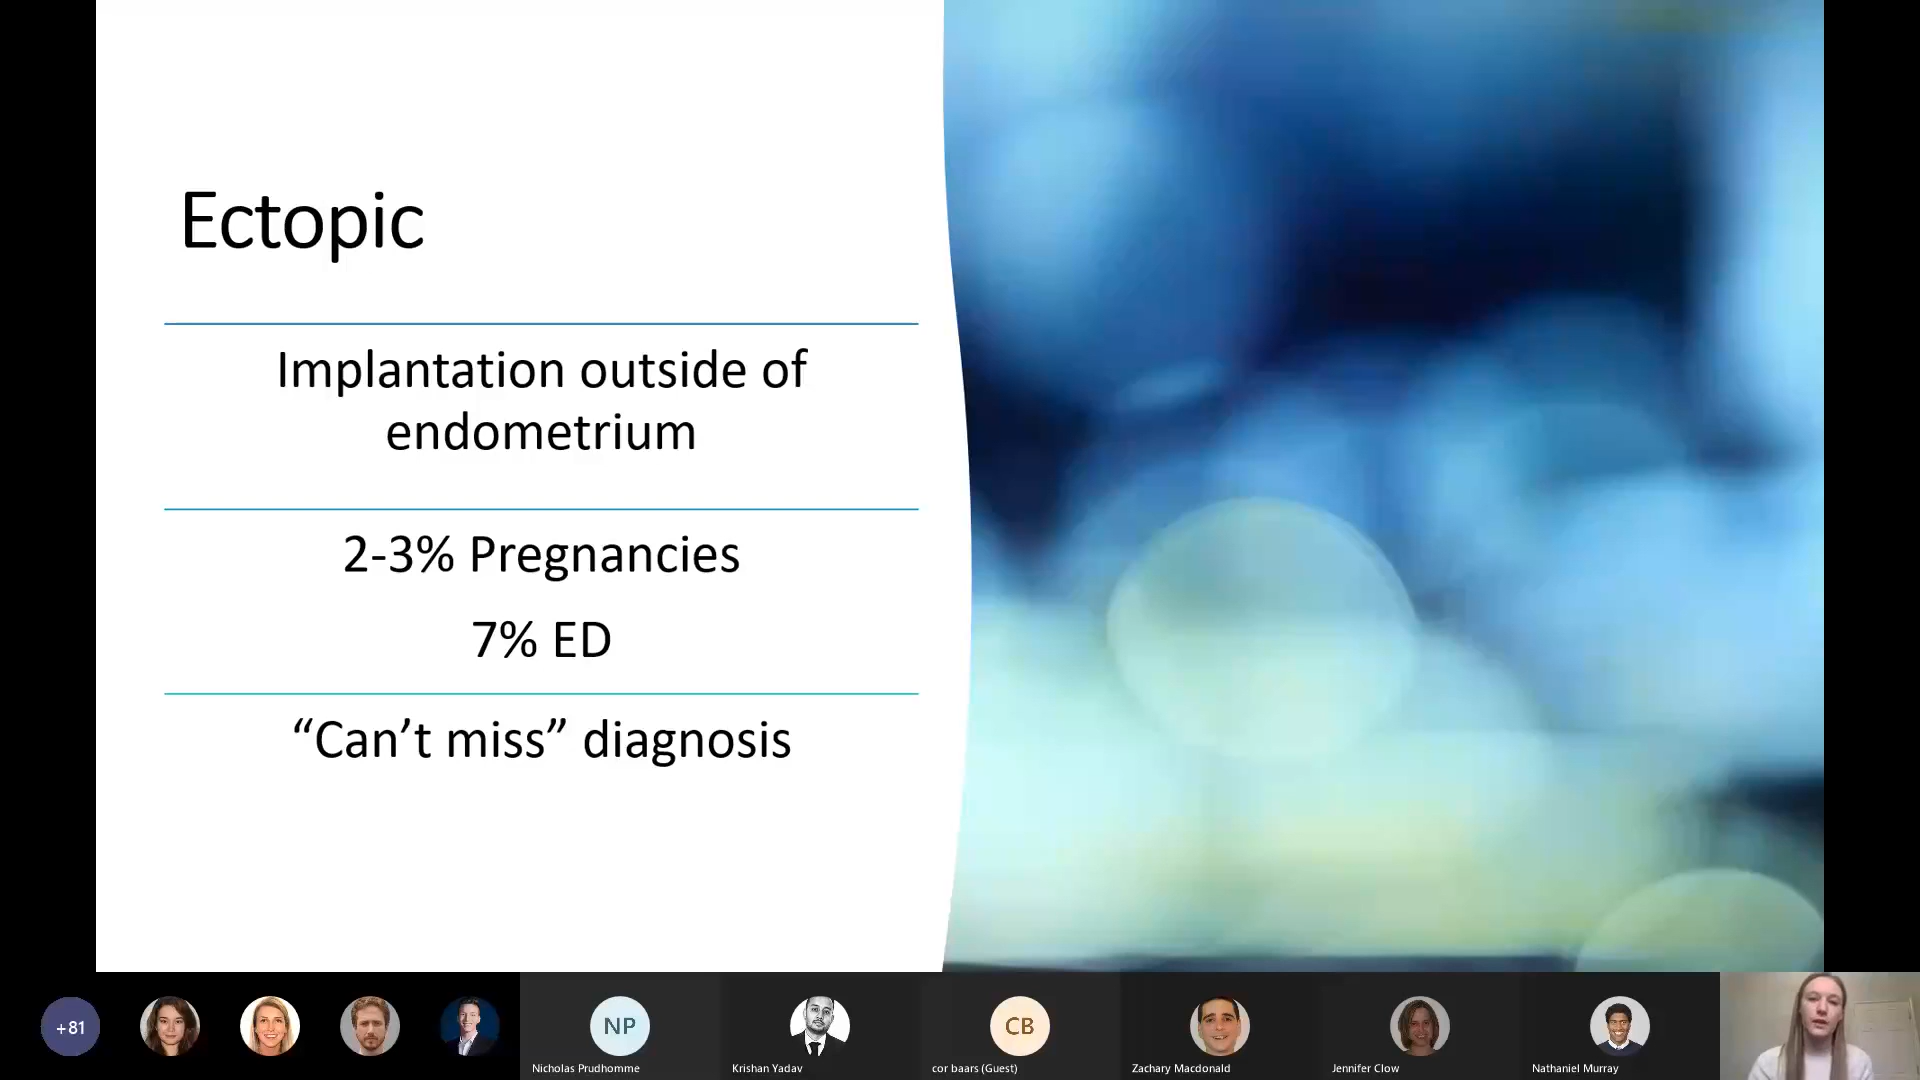 Ectopic
Implantation outside of
endometrium
2-3% Pregnancies
7% ED
“Can’t miss” diagnosis
+81
NP
CB
Nicholas Prudhomme
Krishan Yadav
cor baars (Guest)
Zachary Macdonald
Jennifer Clow
Nathaniel Murray